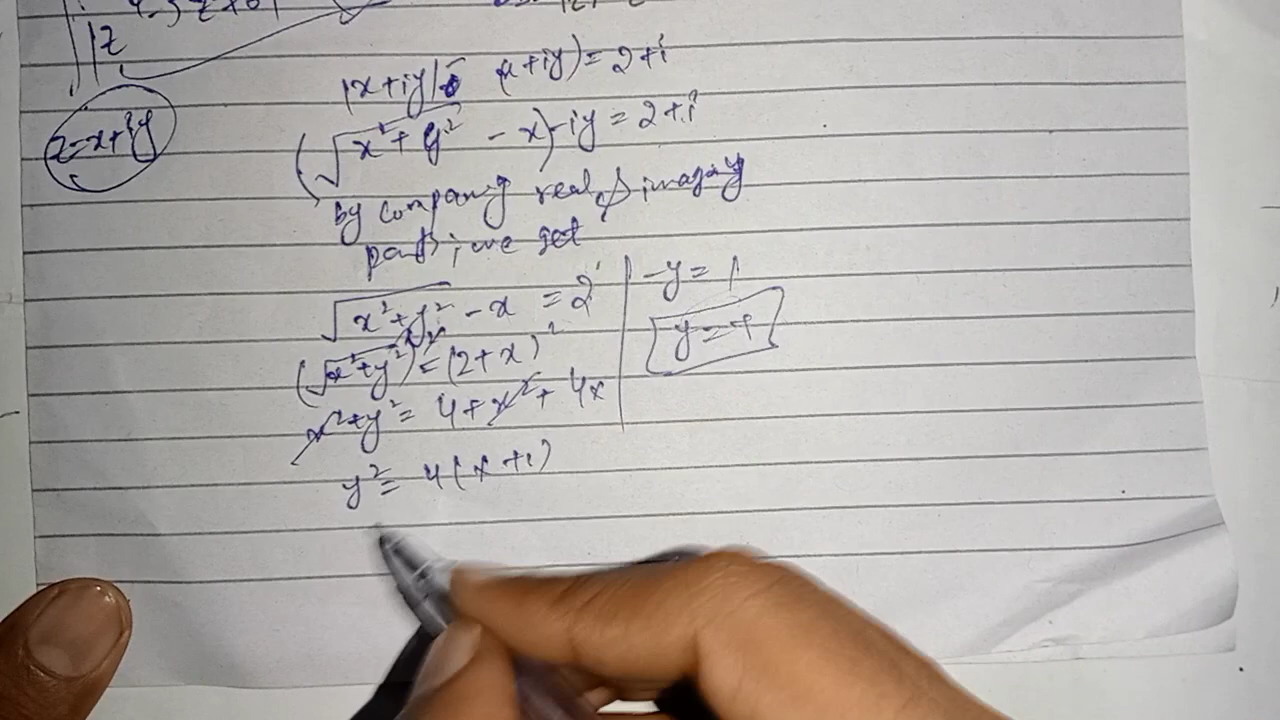 |z
z=x+iy
|x+iy|- (x+iy)=2+i
(√x²+y² - x)-iy=2+i
by comparing real & imaginary
parts, we get
√x²+y² - x = 2
-y=1
y=-1
(√x²+y²)²=(2+x)²
x²+y²=4+x²+4x
y²=4(x+1)